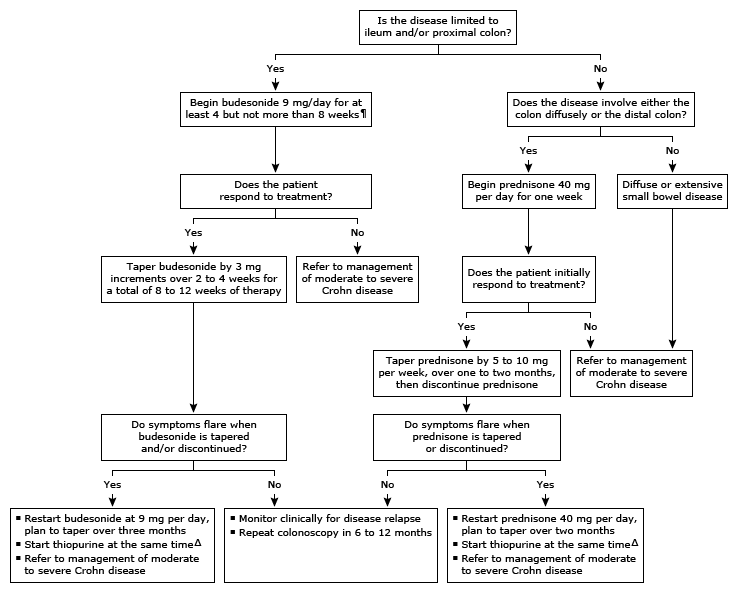 Is the disease limited to
ileum and/or proximal colon?
Yes
No
Begin budesonide 9 mg/day for at
least 4 but not more than 8 weeks¶
Does the disease involve either the
colon diffusely or the distal colon?
Yes
No
Does the patient
respond to treatment?
Begin prednisone 40 mg
per day for one week
Diffuse or extensive
small bowel disease
Yes
No
Taper budesonide by 3 mg
increments over 2 to 4 weeks for
a total of 8 to 12 weeks of therapy
Refer to management
of moderate to severe
Crohn disease
Does the patient initially
respond to treatment?
Yes
No
Taper prednisone by 5 to 10 mg
per week, over one to two months,
then discontinue prednisone
Refer to management
of moderate to severe
Crohn disease
Do symptoms flare when
budesonide is tapered
and/or discontinued?
Do symptoms flare when
prednisone is tapered
or discontinued?
Yes
No
No
Yes
▪ Restart budesonide at 9 mg per day,
plan to taper over three months
▪ Start thiopurine at the same timeΔ
▪ Refer to management of moderate
to severe Crohn disease
▪ Monitor clinically for disease relapse
▪ Repeat colonoscopy in 6 to 12 months
▪ Restart prednisone 40 mg per day,
plan to taper over two months
▪ Start thiopurine at the same timeΔ
▪ Refer to management of moderate
to severe Crohn disease